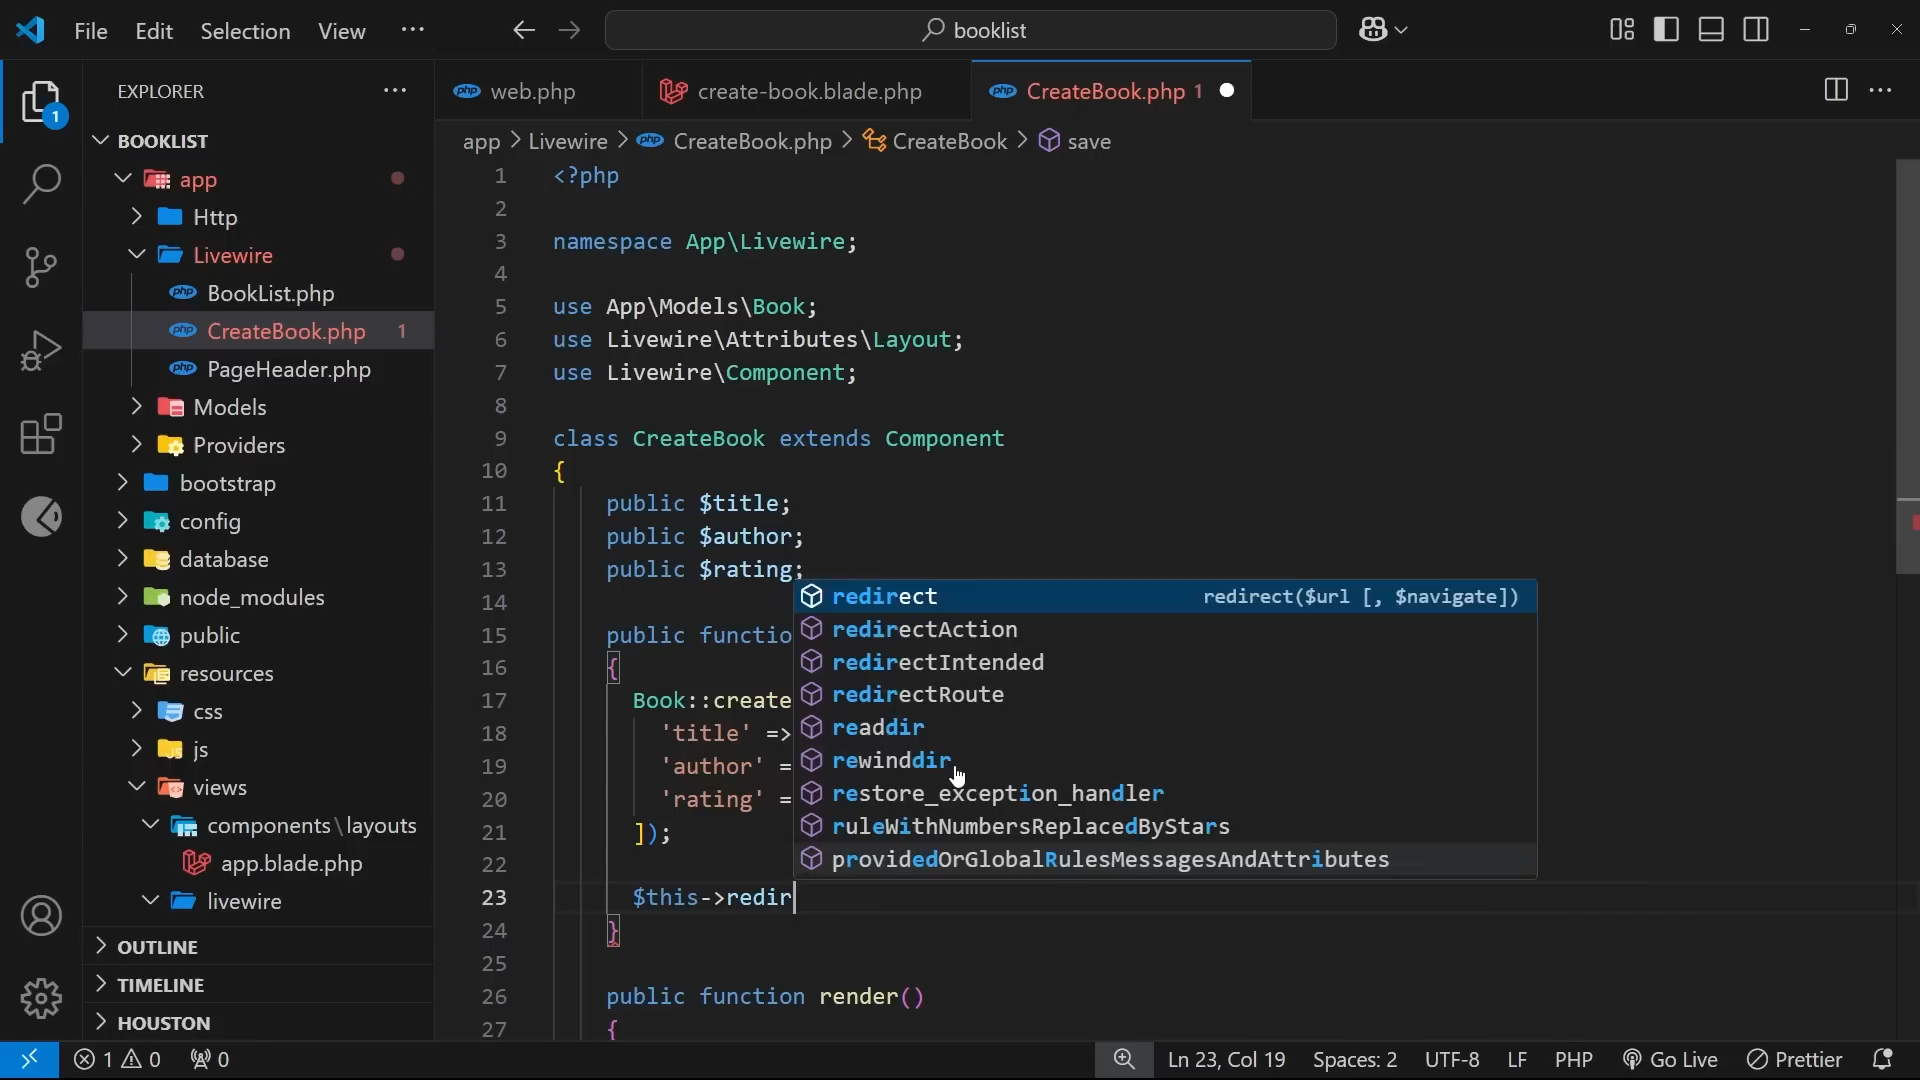 File Edit Selection View ··· booklist
EXPLORER ···
1
BOOKLIST
app
Http
Livewire
BookList.php
CreateBook.php 1
PageHeader.php
Models
Providers
bootstrap
config
database
node_modules
public
resources
css
js
views
components\layouts
app.blade.php
livewire
OUTLINE
TIMELINE
HOUSTON
web.php create-book.blade.php CreateBook.php 1
app > Livewire > CreateBook.php > CreateBook > save
1 <?php
2
3 namespace App\Livewire;
4
5 use App\Models\Book;
6 use Livewire\Attributes\Layout;
7 use Livewire\Component;
8
9 class CreateBook extends Component
10 {
11 public $title;
12 public $author;
13 public $rating;
14
15 public functio
16 {
17 Book::create
18 'title' =>
19 'author' =
20 'rating' =
21 ]);
22
23 $this->redir
24 }
25
26 public function render()
27 {
redirect redirect($url [, $navigate])
redirectAction
redirectIntended
redirectRoute
readdir
rewinddir
restore_exception_handler
ruleWithNumbersReplacedByStars
providedOrGlobalRulesMessagesAndAttributes
1 0 0 Ln 23, Col 19 Spaces: 2 UTF-8 LF PHP Go Live Prettier